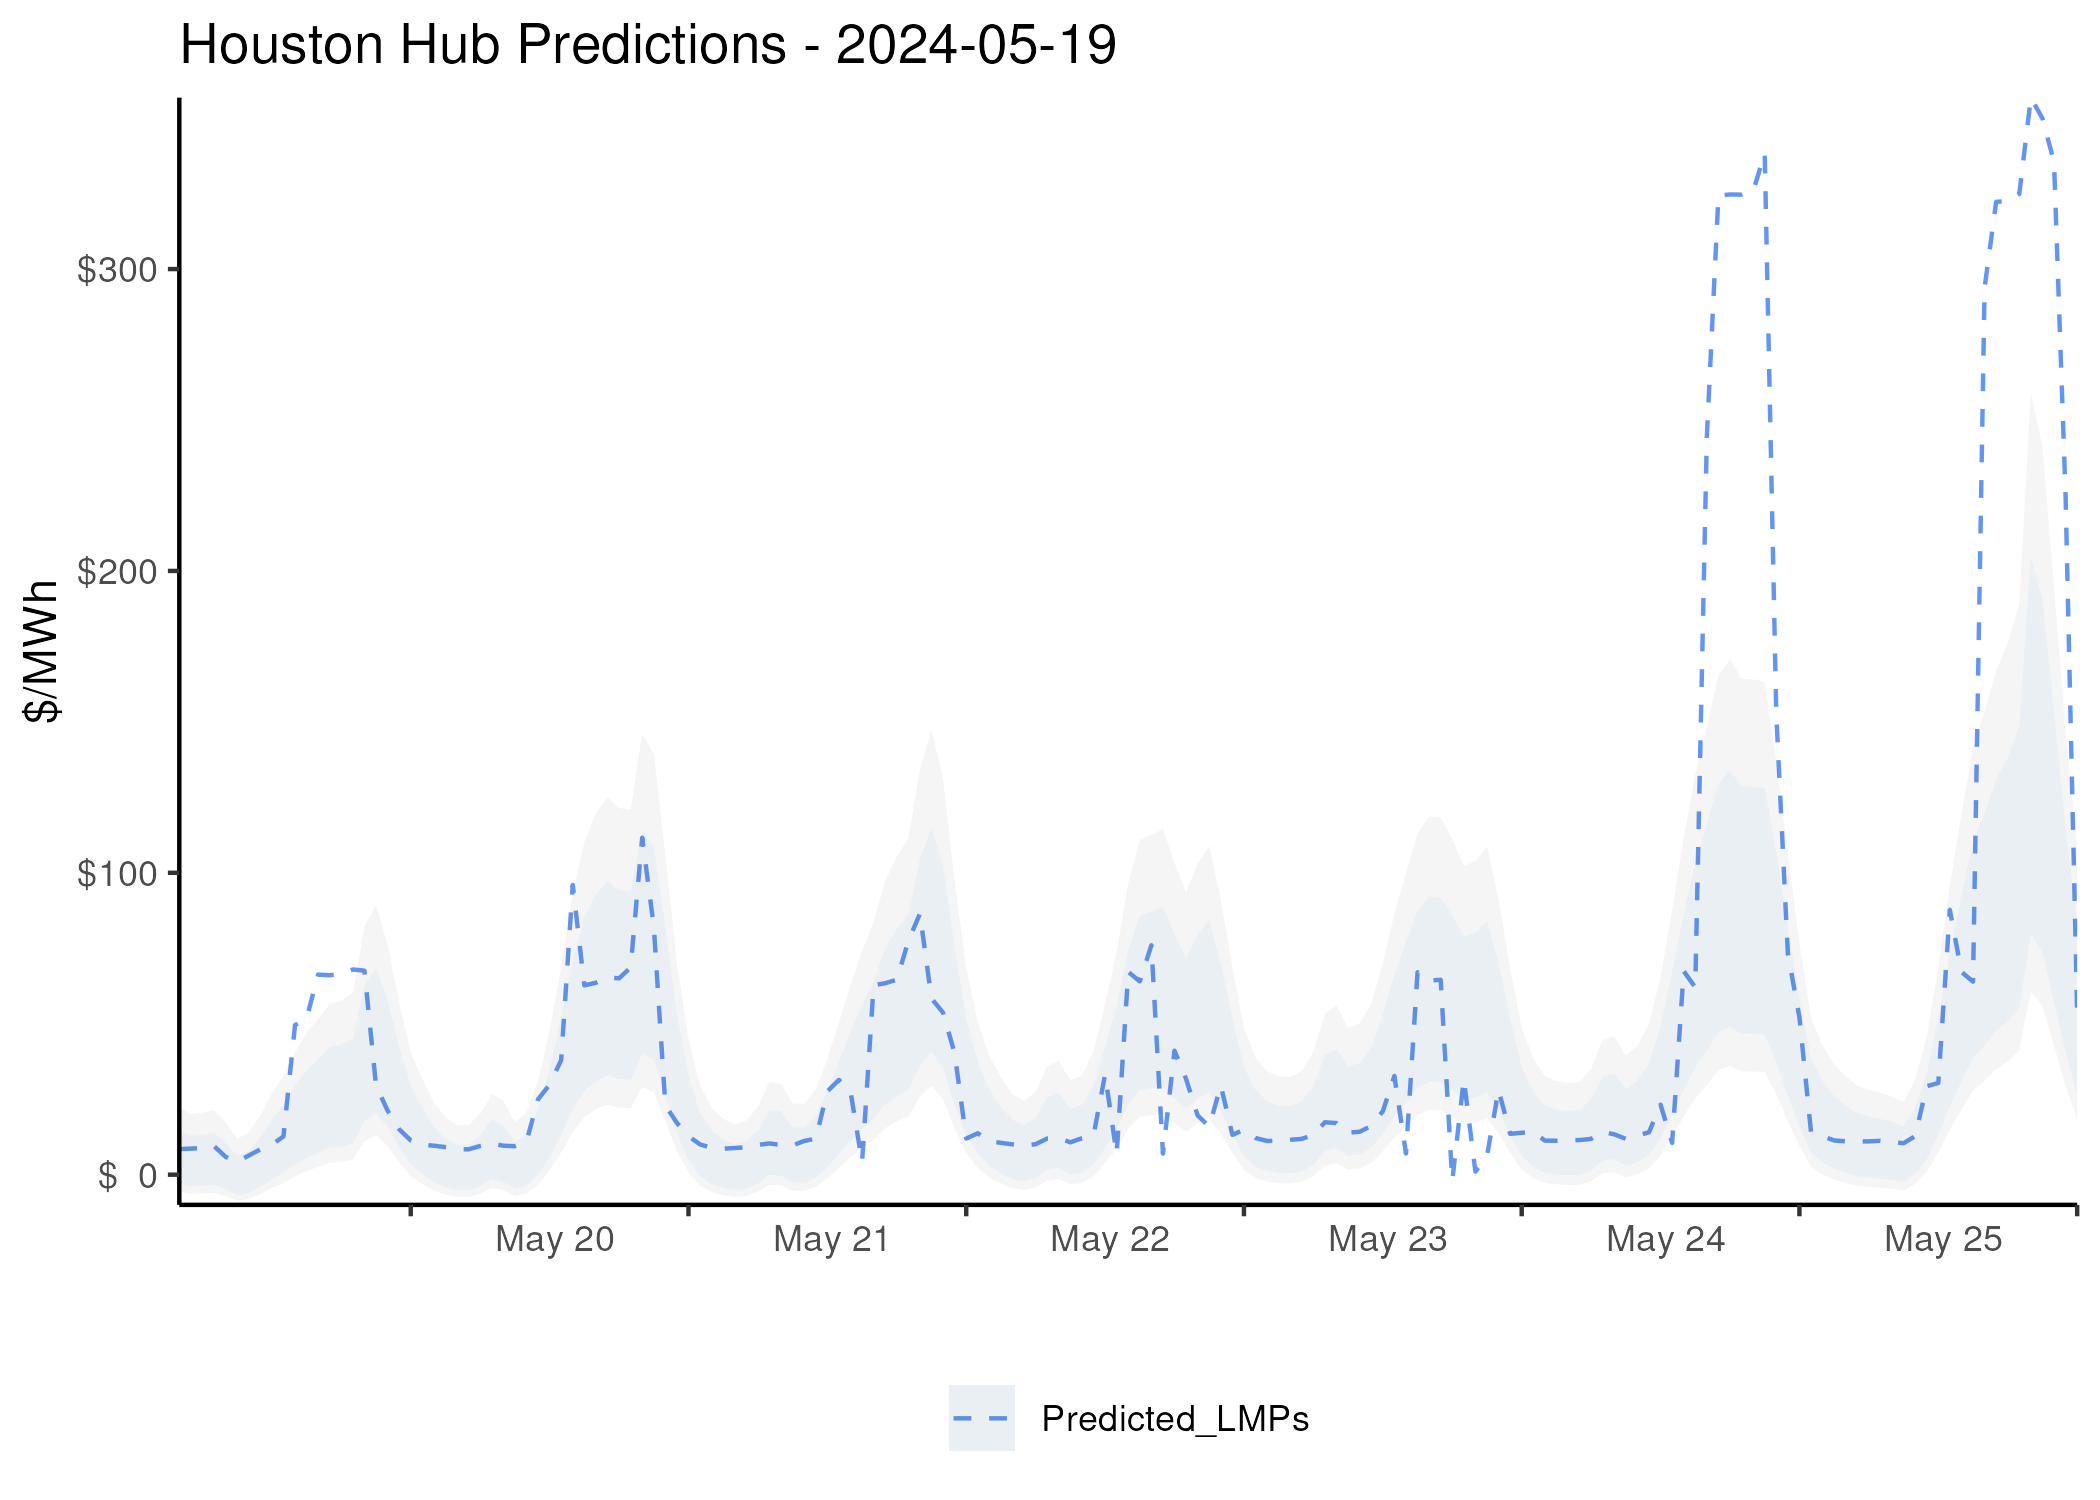 Houston Hub Predictions - 2024-05-19
$/MWh
$300
$200
$100
$ 0
May 20 May 21 May 22 May 23 May 24 May 25
Predicted_LMPs